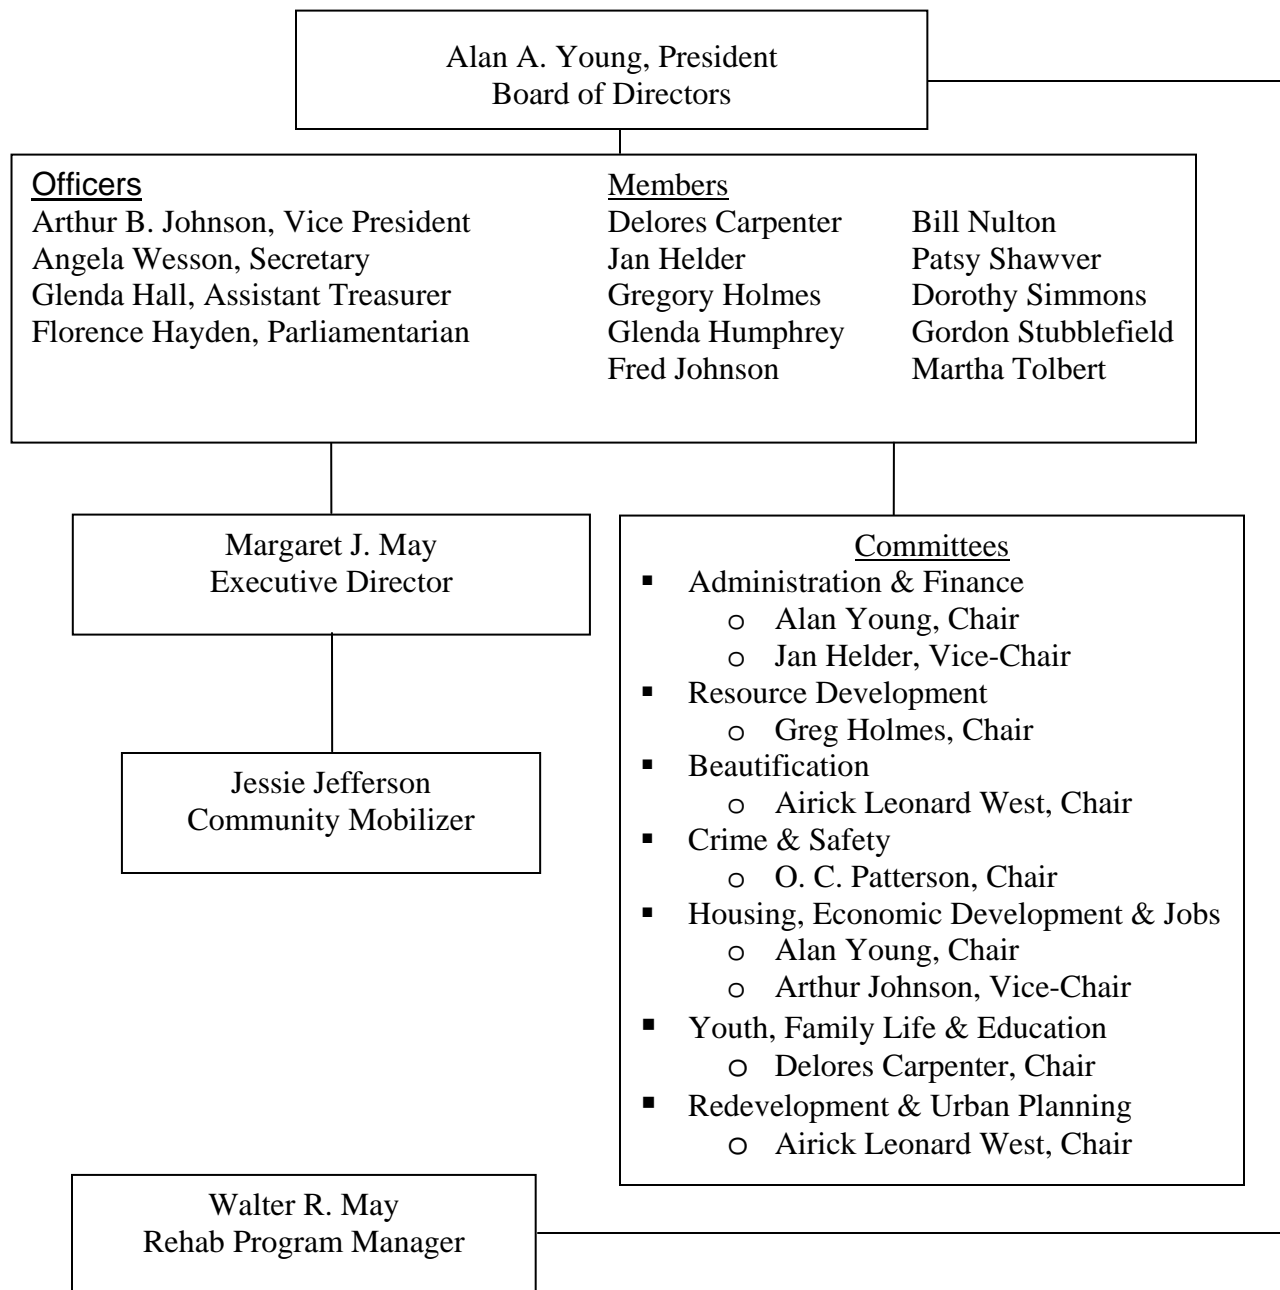 Alan A. Young, President
Board of Directors
Officers
Arthur B. Johnson, Vice President
Angela Wesson, Secretary
Glenda Hall, Assistant Treasurer
Florence Hayden, Parliamentarian
Members
Delores Carpenter
Jan Helder
Gregory Holmes
Glenda Humphrey
Fred Johnson
Bill Nulton
Patsy Shawver
Dorothy Simmons
Gordon Stubblefield
Martha Tolbert
Margaret J. May
Executive Director
Jessie Jefferson
Community Mobilizer
Committees
▪ Administration & Finance
o Alan Young, Chair
o Jan Helder, Vice-Chair
▪ Resource Development
o Greg Holmes, Chair
▪ Beautification
o Airick Leonard West, Chair
▪ Crime & Safety
o O. C. Patterson, Chair
▪ Housing, Economic Development & Jobs
o Alan Young, Chair
o Arthur Johnson, Vice-Chair
▪ Youth, Family Life & Education
o Delores Carpenter, Chair
▪ Redevelopment & Urban Planning
o Airick Leonard West, Chair
Walter R. May
Rehab Program Manager